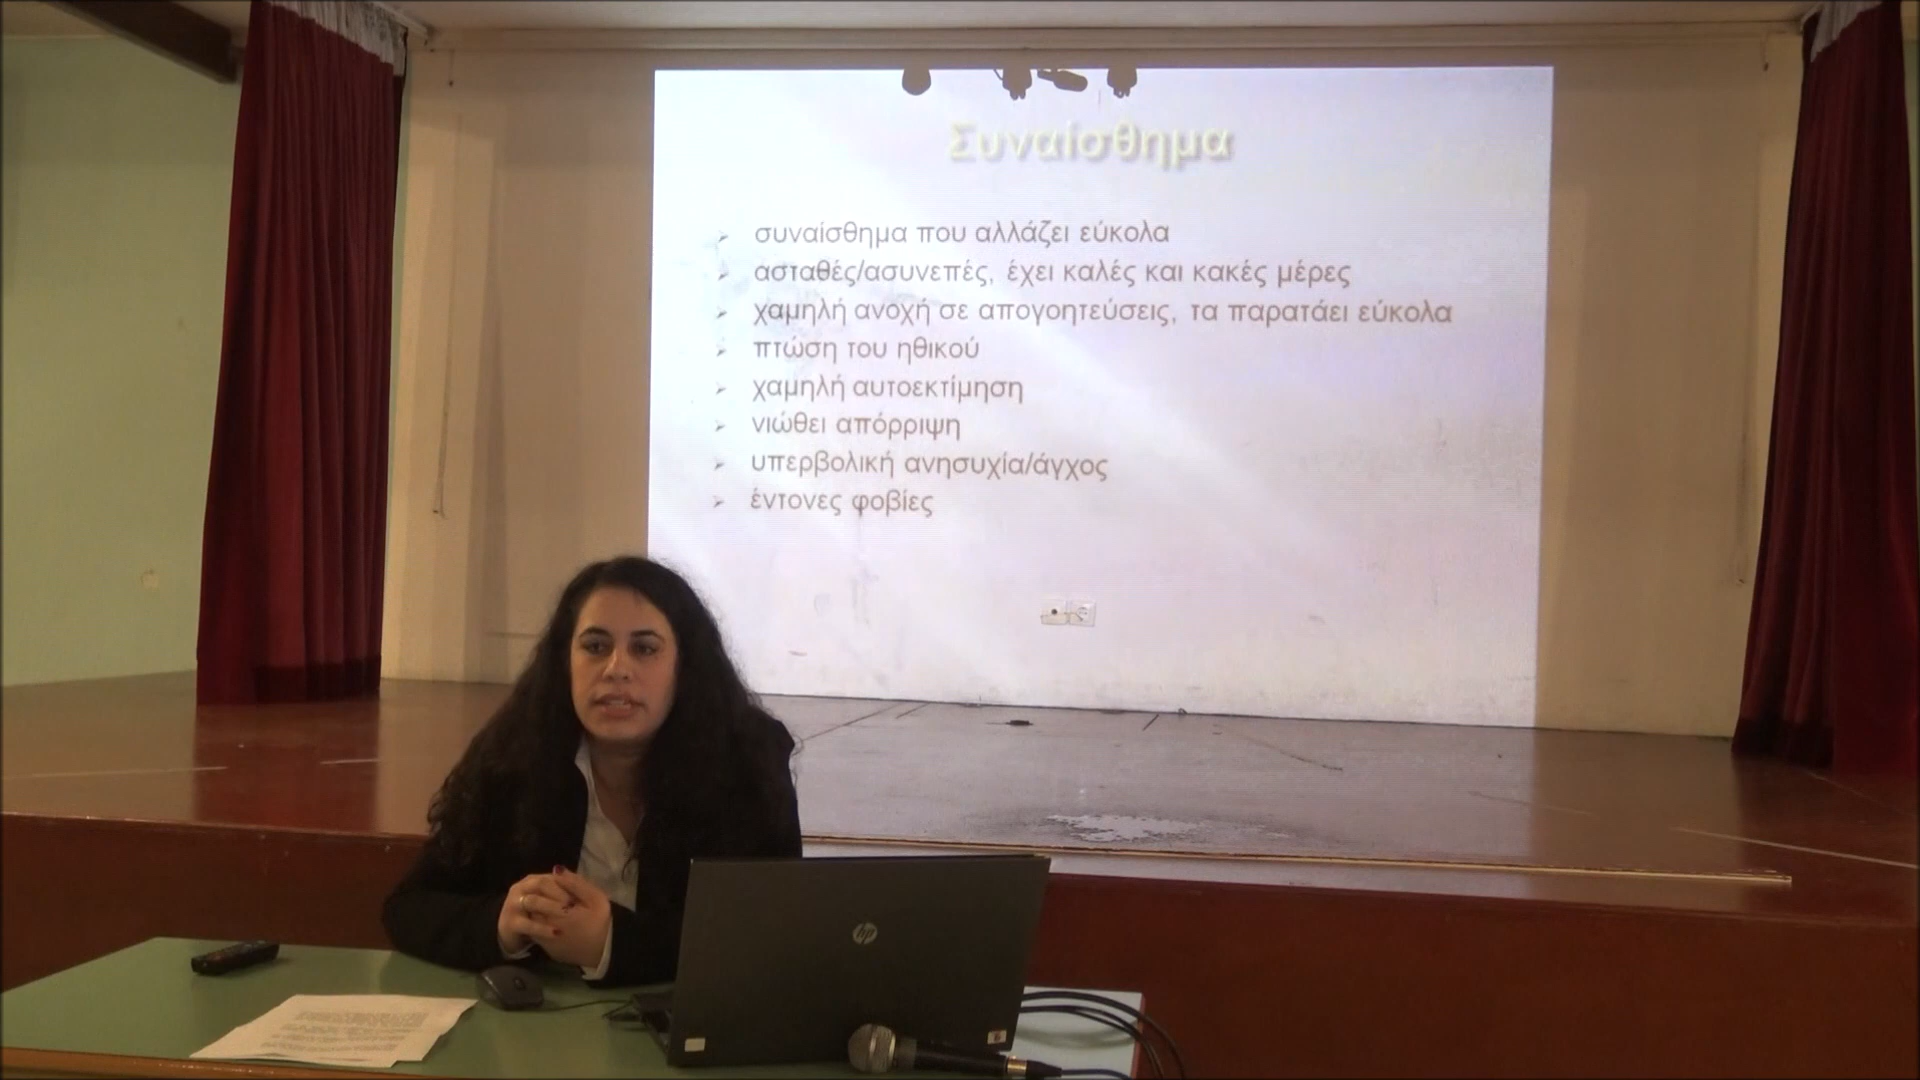 Συναίσθημα
συναίσθημα που αλλάζει εύκολα
ασταθές/ασυνεπές, έχει καλές και κακές μέρες
χαμηλή ανοχή σε απογοητεύσεις, τα παρατάει εύκολα
πτώση του ηθικού
χαμηλή αυτοεκτίμηση
νιώθει απόρριψη
υπερβολική ανησυχία/άγχος
έντονες φοβίες
hp